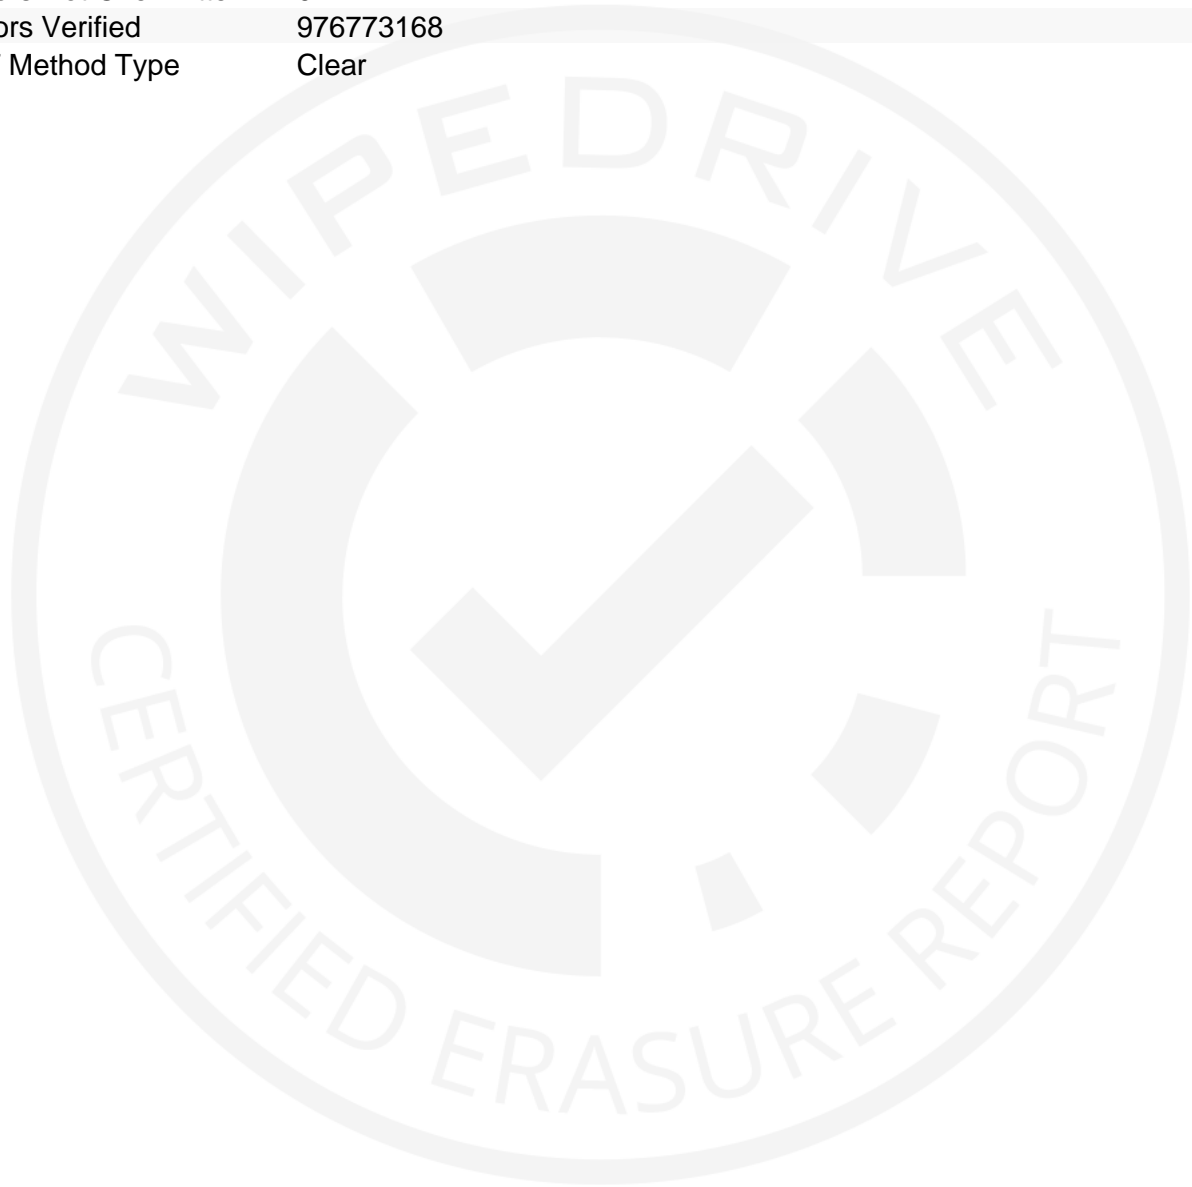 ors Verified 976773168
Method Type Clear
WIPEDRIVE
CERTIFIED ERASURE REPORT